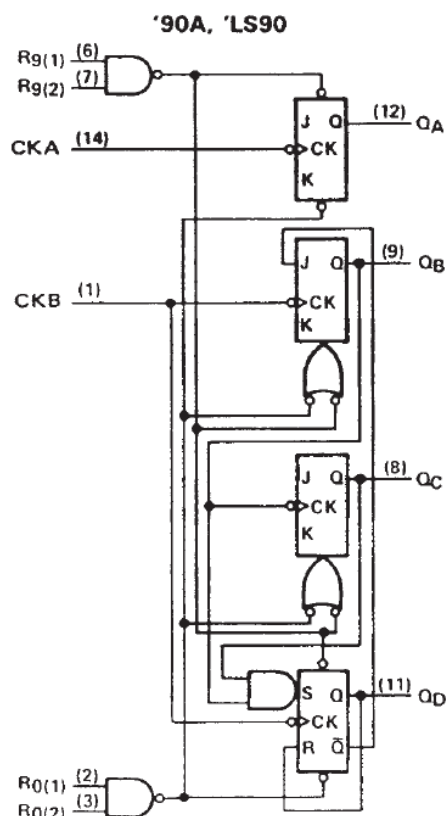 '90A, 'LS90
R9(1) (6)
R9(2) (7)
J Q (12) QA
CKA (14) CK
K
J Q (9) QB
CKB (1) CK
K
J Q (8) QC
CK
K
S Q (11) QD
CK
R Q̄
R0(1) (2)
R0(2) (3)